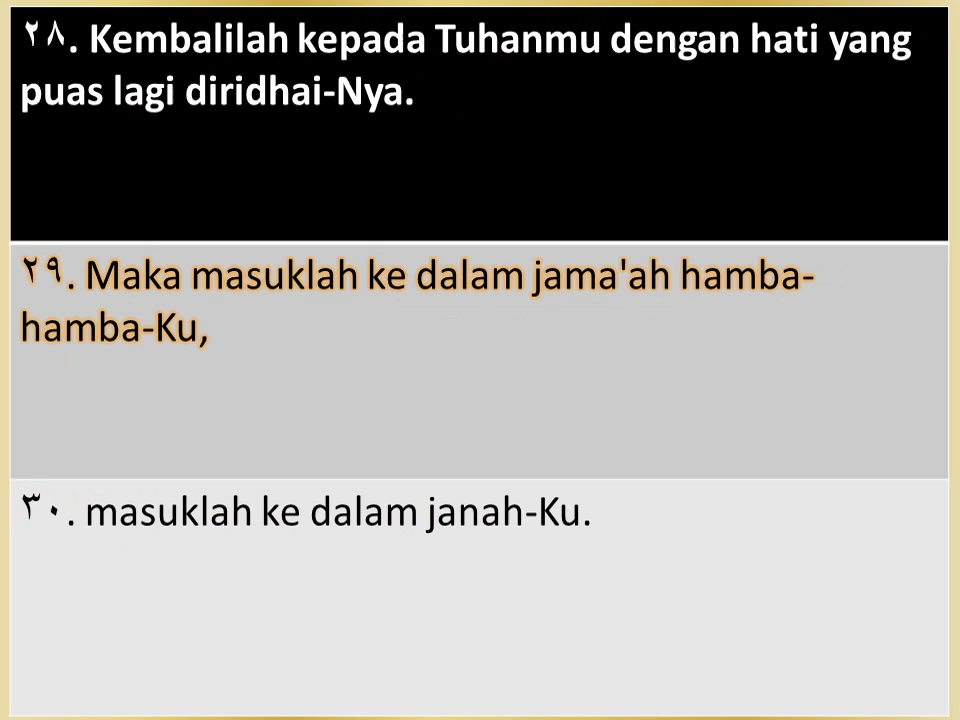 ٢٨. Kembalilah kepada Tuhanmu dengan hati yang
puas lagi diridhai-Nya.
٢٩. Maka masuklah ke dalam jama'ah hamba-
hamba-Ku,
٣٠. masuklah ke dalam janah-Ku.